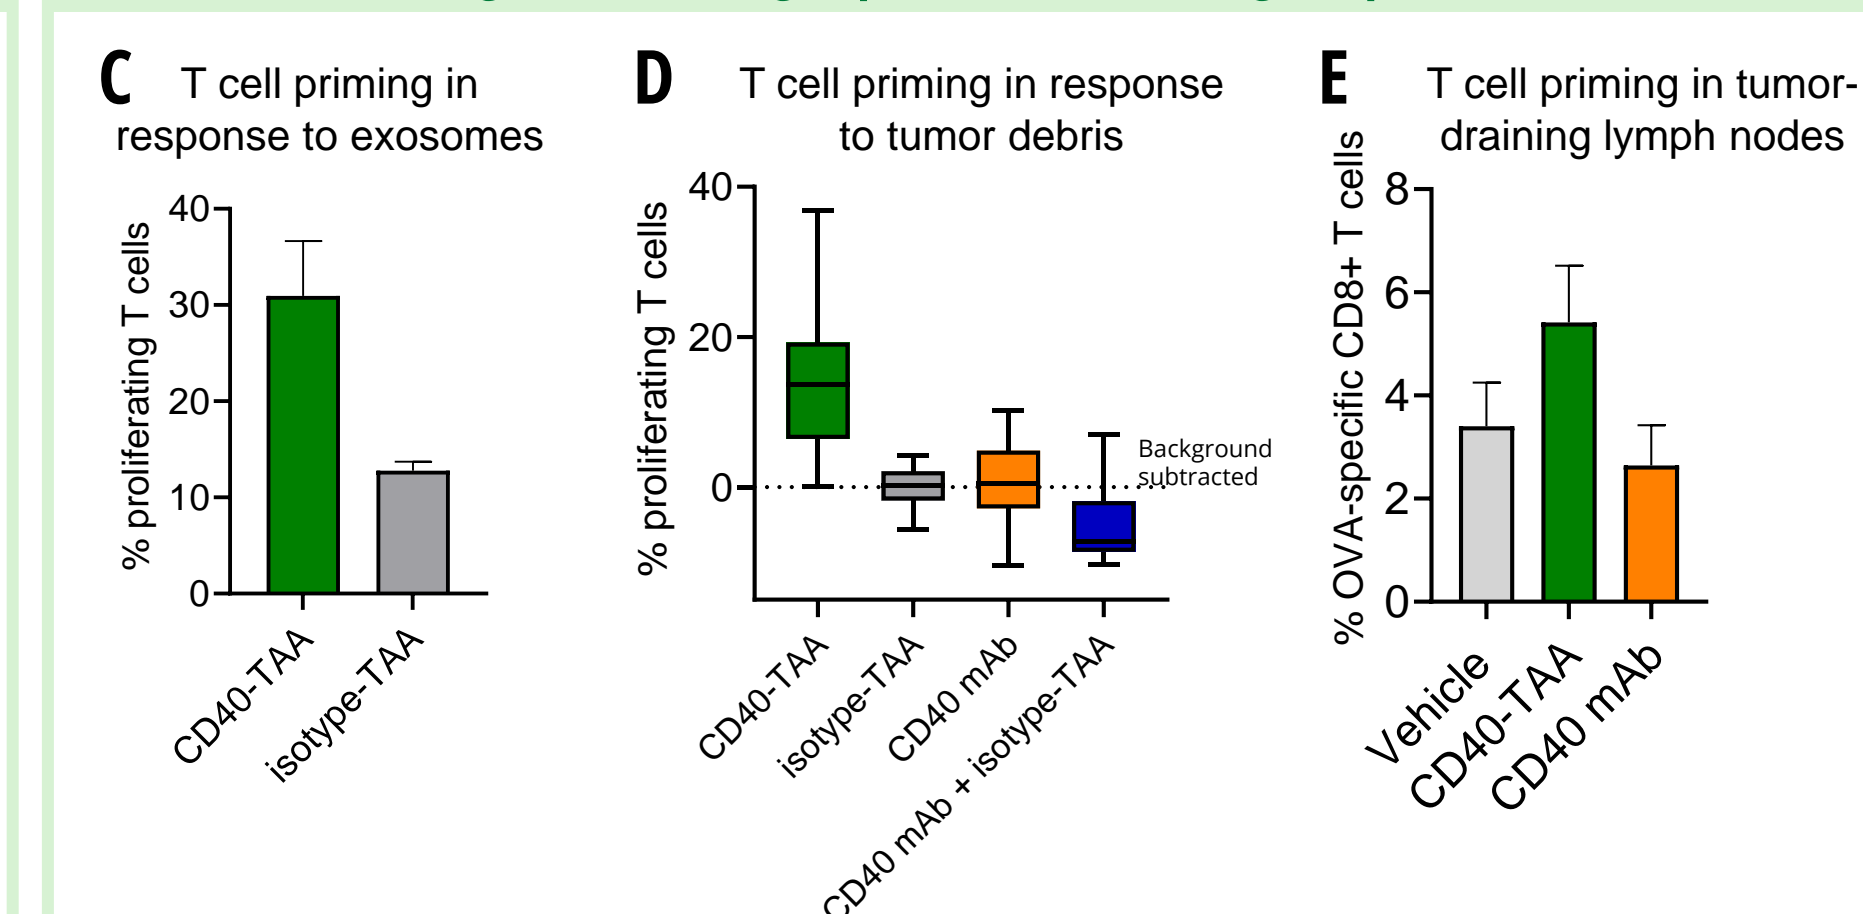 C
T cell priming in
response to exosomes
% proliferating T cells
40
30
20
10
0
CD40-TAA
isotype-TAA
D
T cell priming in response
to tumor debris
% proliferating T cells
40
20
0
Background
subtracted
CD40-TAA
isotype-TAA
CD40 mAb
CD40 mAb + isotype-TAA
E
T cell priming in tumor-
draining lymph nodes
% OVA-specific CD8+ T cells
8
6
4
2
0
Vehicle
CD40-TAA
CD40 mAb